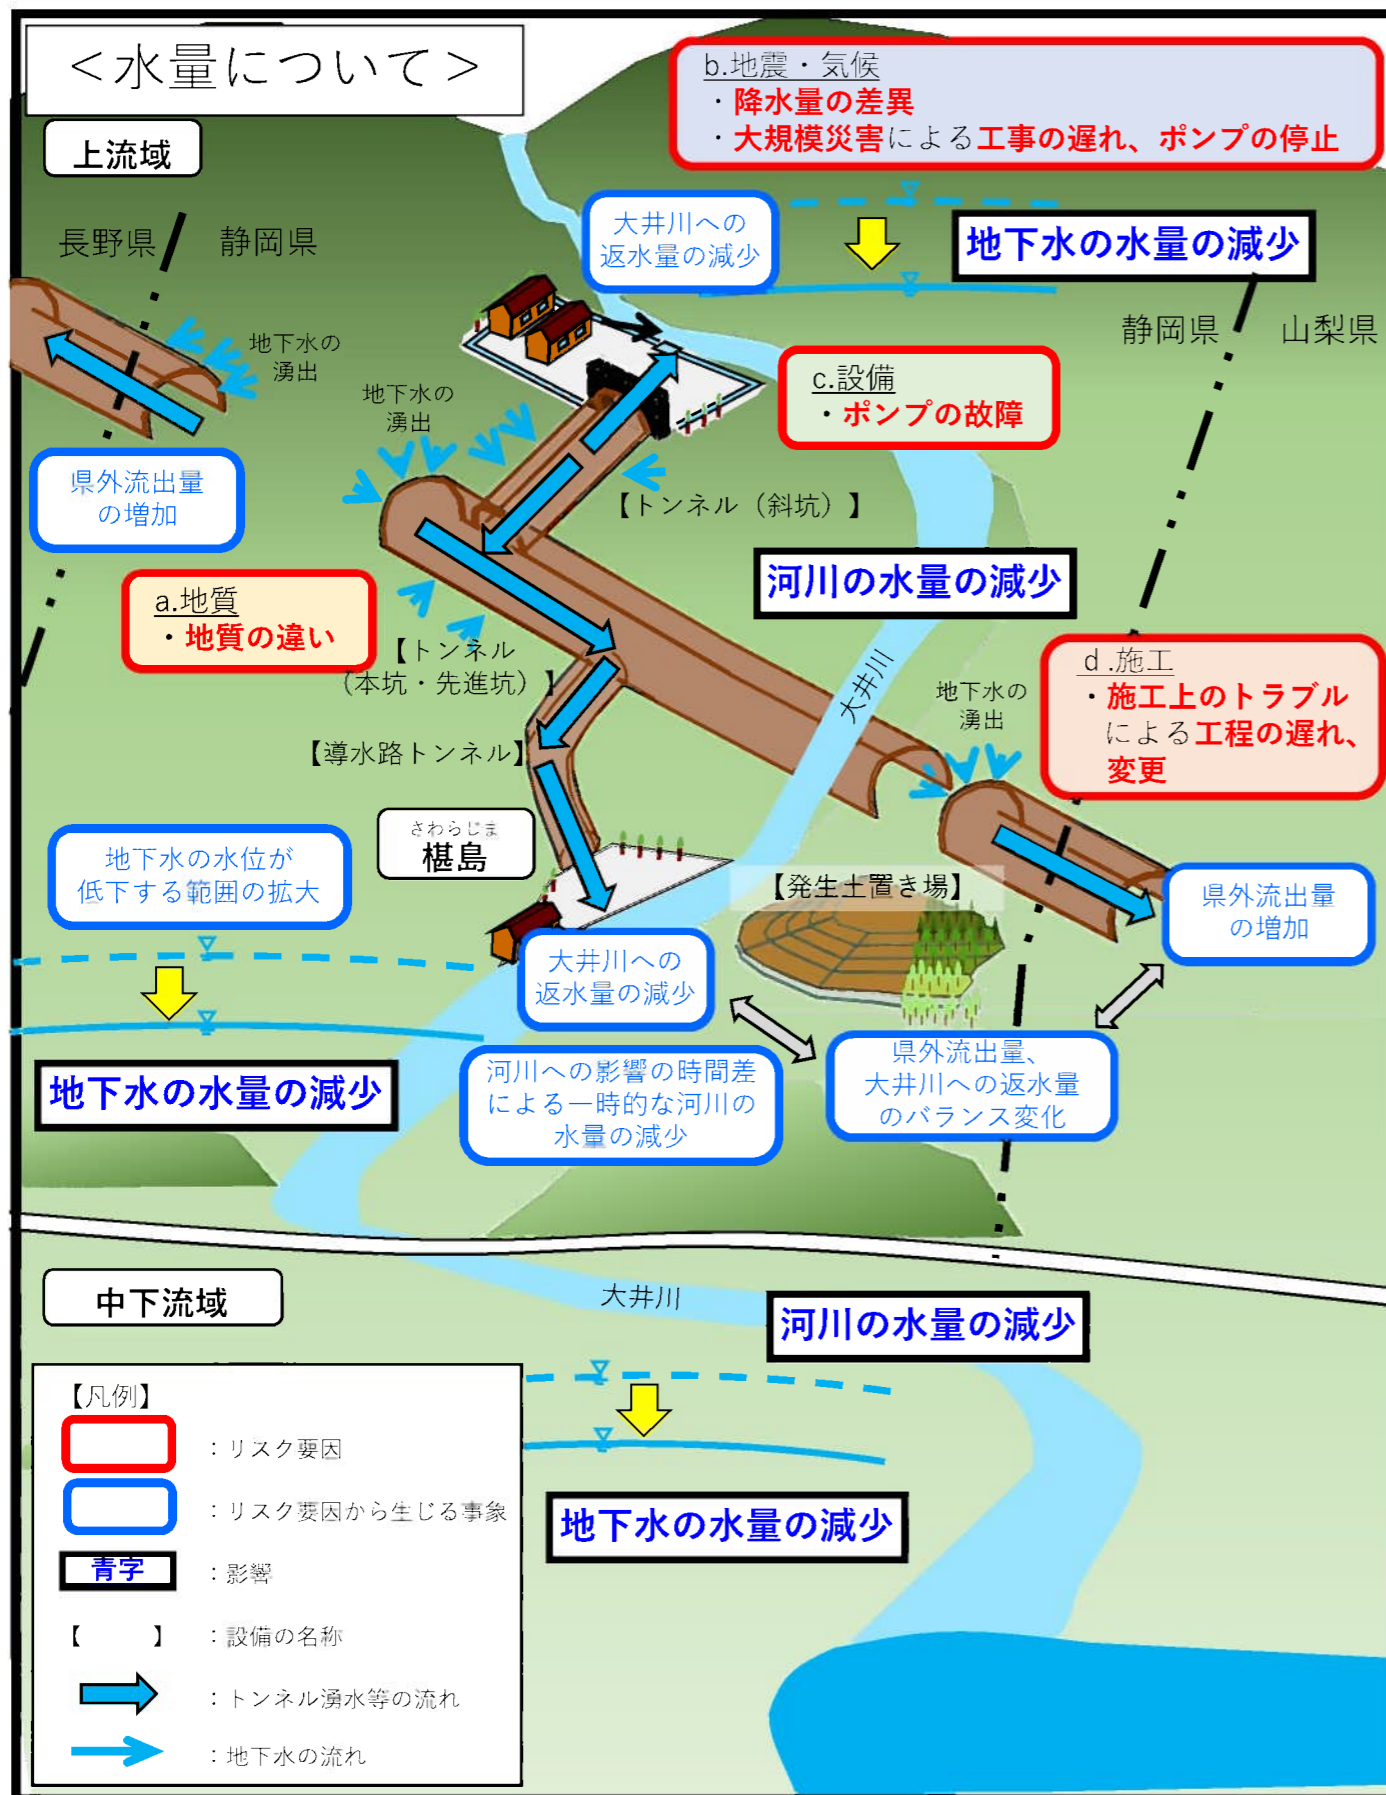 ＜水量について＞
b.地震・気候
・降水量の差異
・大規模災害による工事の遅れ、ポンプの停止
上流域
長野県
静岡県
大井川への
返水量の減少
地下水の水量の減少
静岡県
山梨県
地下水の
湧出
地下水の
湧出
c.設備
・ポンプの故障
県外流出量
の増加
【トンネル（斜坑）】
河川の水量の減少
a.地質
・地質の違い
【トンネル
（本坑・先進坑）】
大井川
地下水の
湧出
d.施工
・施工上のトラブル
による工程の遅れ、
変更
【導水路トンネル】
さわらじま
椹島
地下水の水位が
低下する範囲の拡大
【発生土置き場】
県外流出量
の増加
大井川への
返水量の減少
地下水の水量の減少
河川への影響の時間差
による一時的な河川の
水量の減少
県外流出量、
大井川への返水量
のバランス変化
中下流域
大井川
河川の水量の減少
地下水の水量の減少
【凡例】
：リスク要因
：リスク要因から生じる事象
青字
：影響
【　　】
：設備の名称
：トンネル湧水等の流れ
：地下水の流れ